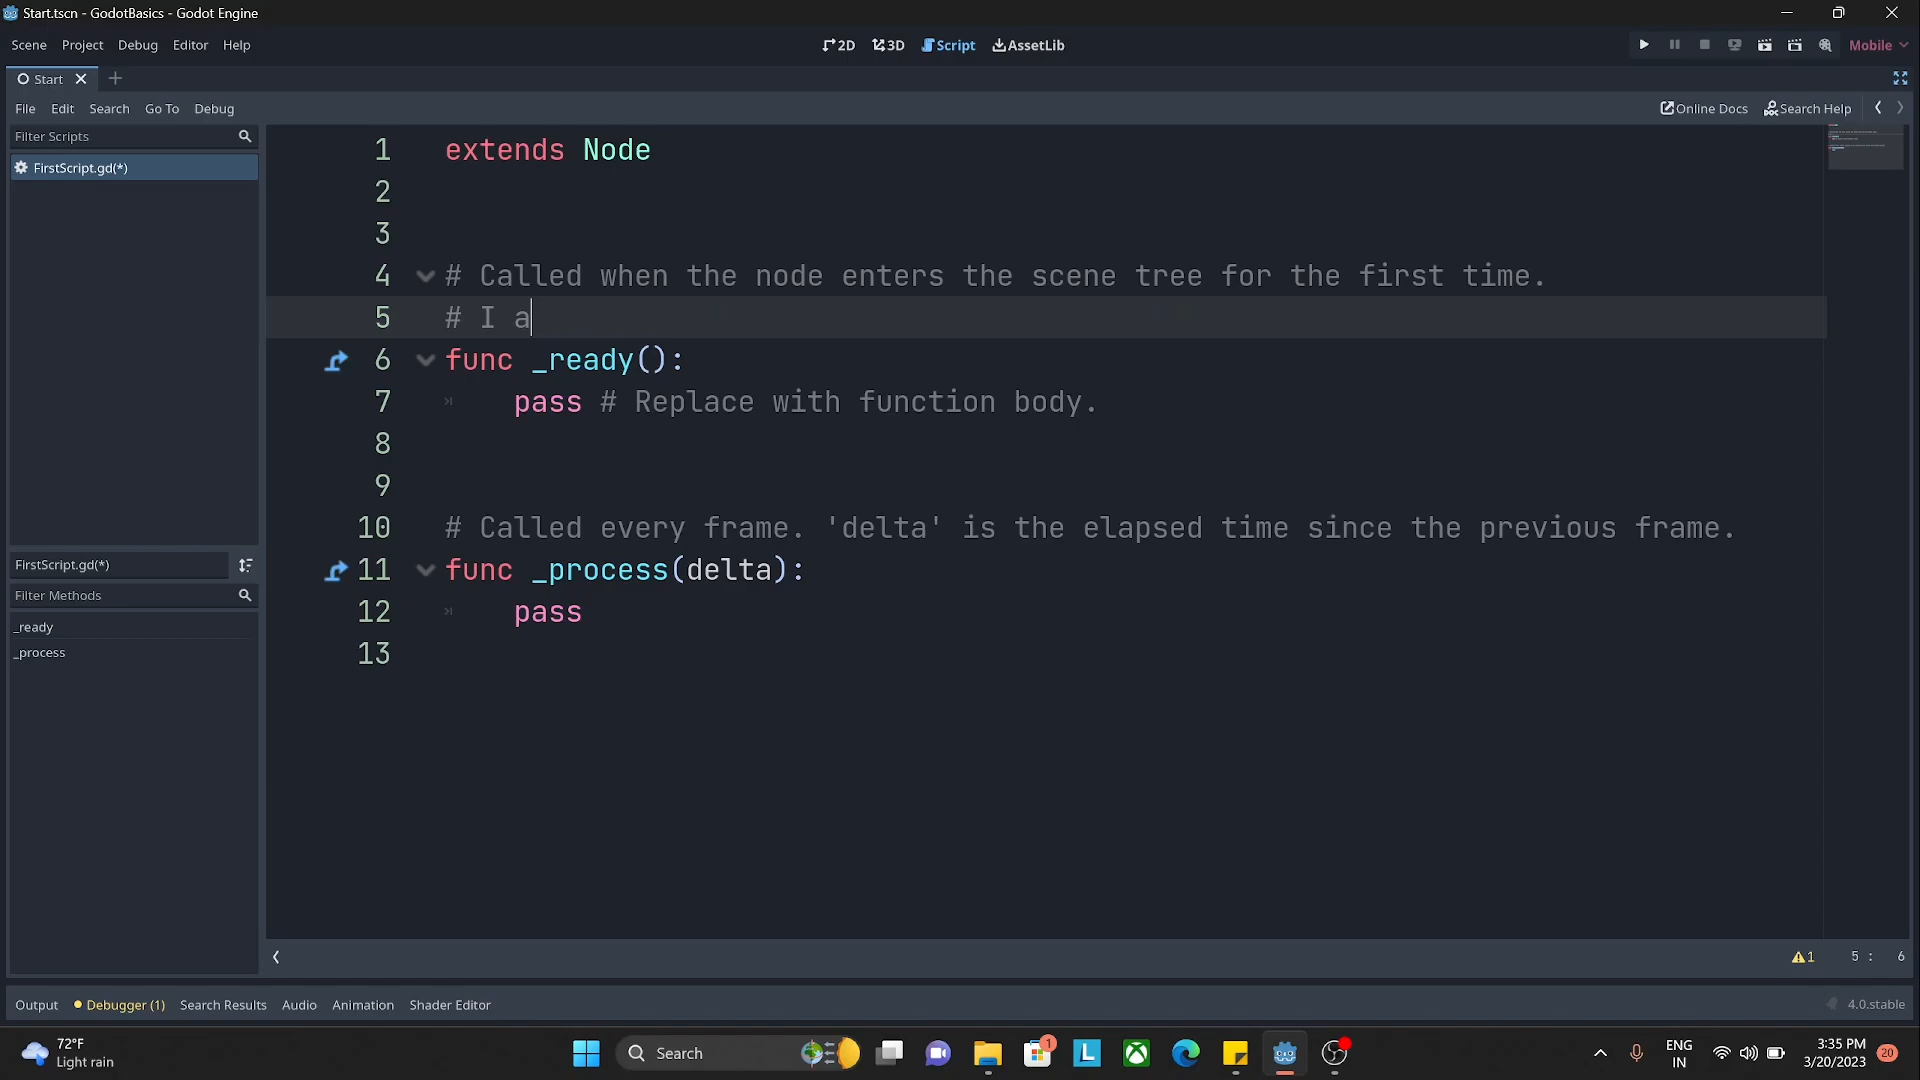 Start.tscn - GodotBasics - Godot Engine
Scene Project Debug Editor Help
2D 3D Script AssetLib
Mobile
Start
File Edit Search Go To Debug
Online Docs Search Help
Filter Scripts
FirstScript.gd(*)
FirstScript.gd(*)
Filter Methods
_ready
_process
1 extends Node
2
3
4 # Called when the node enters the scene tree for the first time.
5 # I a
6 func _ready():
7 pass # Replace with function body.
8
9
10 # Called every frame. 'delta' is the elapsed time since the previous frame.
11 func _process(delta):
12 pass
13
1 5 : 6
Output Debugger (1) Search Results Audio Animation Shader Editor
4.0.stable
72°F
Light rain
Search
1
L
ENG
IN
3:35 PM
3/20/2023
20